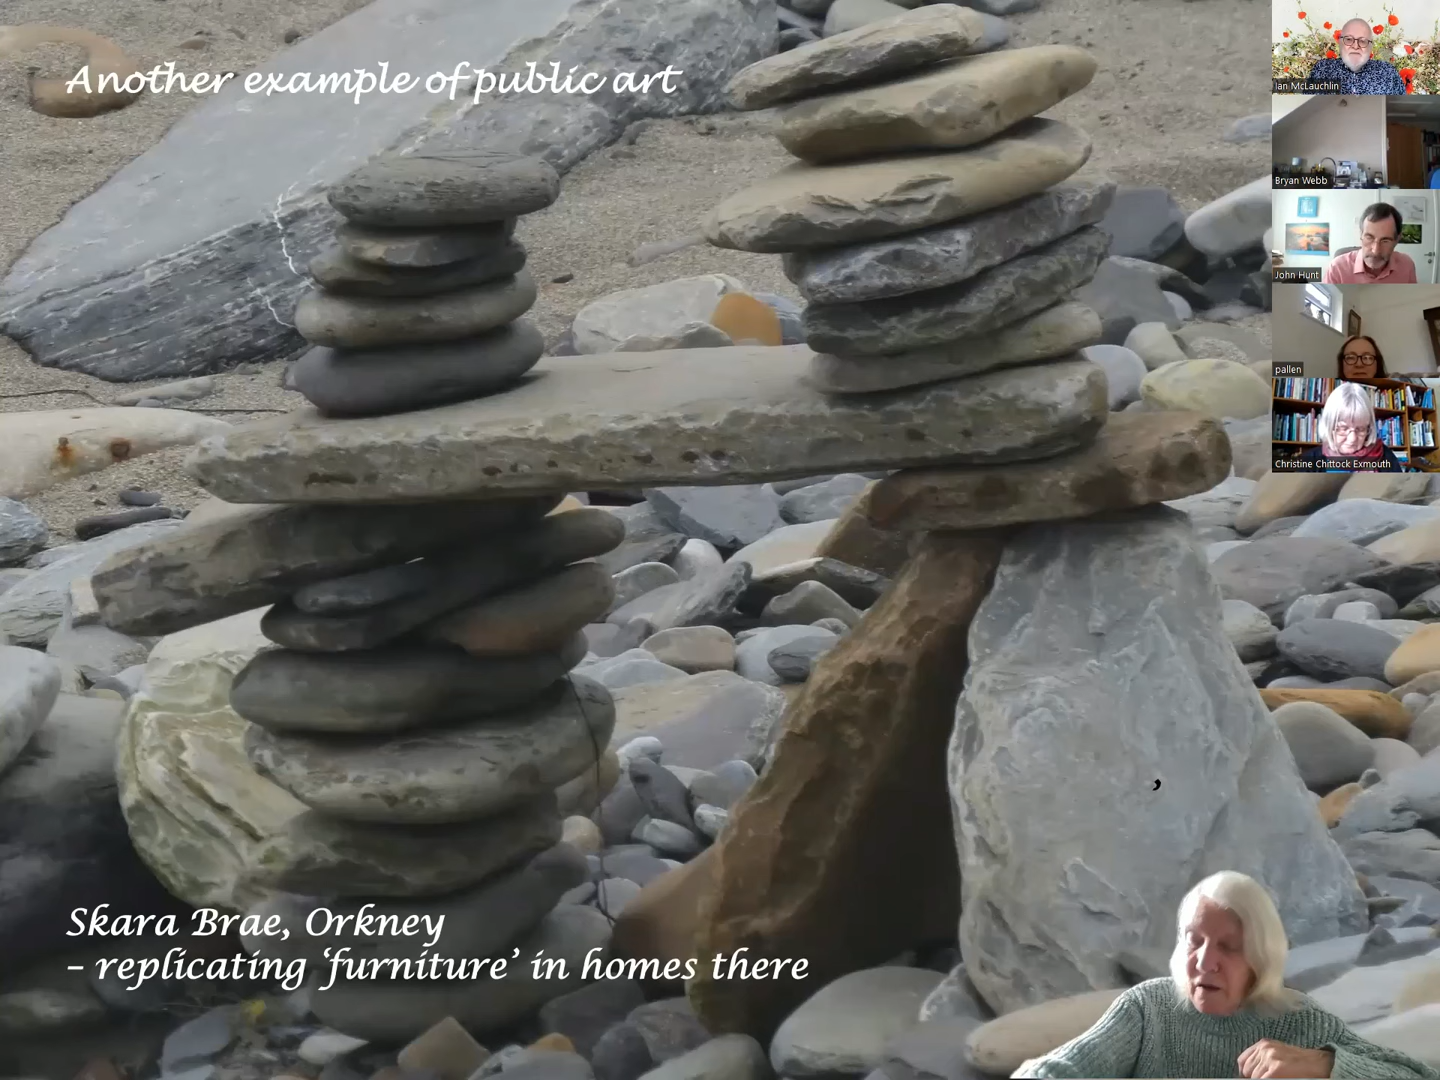 Another example of public art
Ian McLauchlin
Bryan Webb
John Hunt
pallen
Christine Chittock Exmouth
Skara Brae, Orkney
– replicating ‘furniture’ in homes there